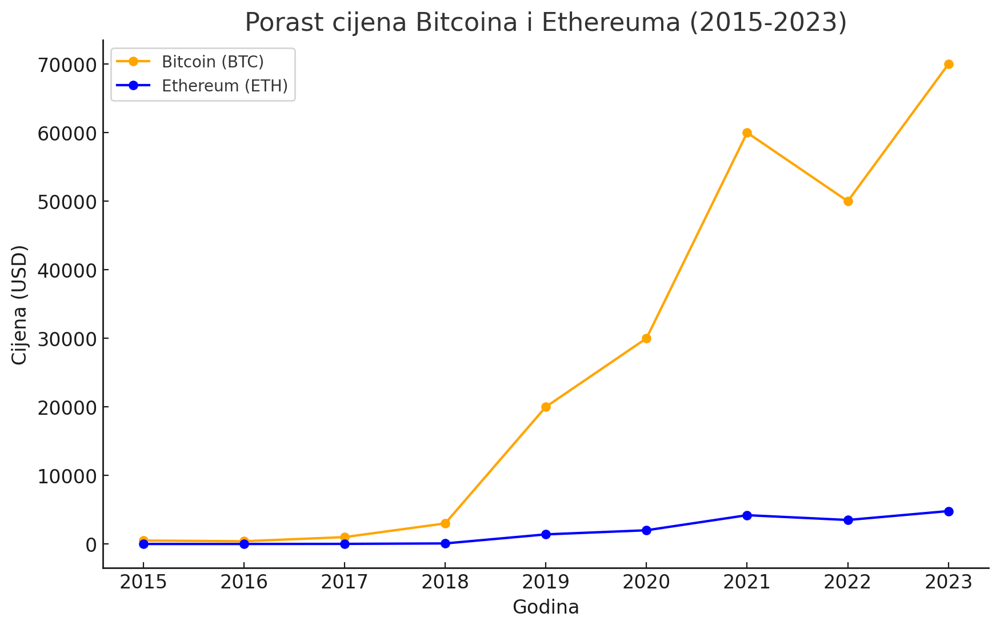 Porast cijena Bitcoina i Ethereuma (2015-2023)
Bitcoin (BTC)
Ethereum (ETH)
Cijena (USD)
70000
60000
50000
40000
30000
20000
10000
0
2015 2016 2017 2018 2019 2020 2021 2022 2023
Godina